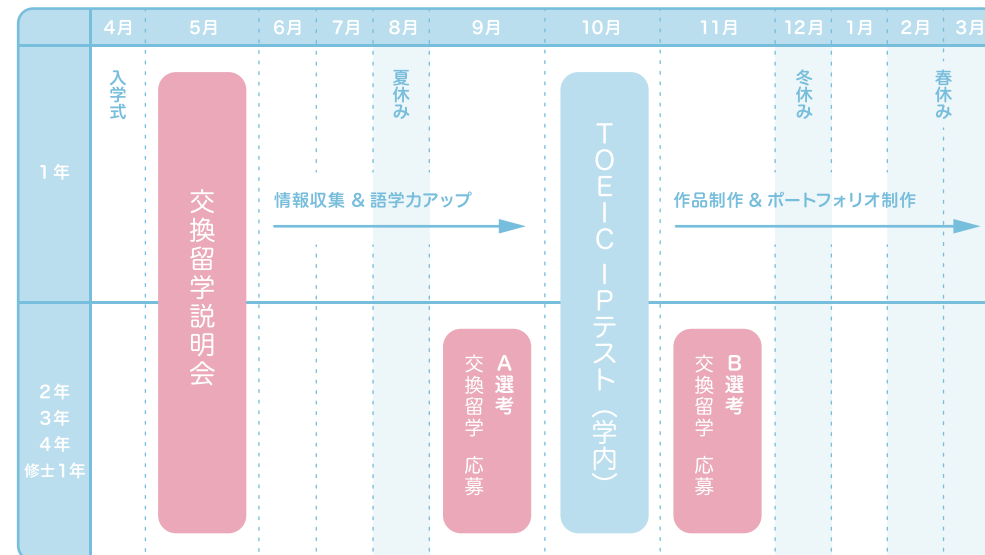 4月 5月 6月 7月 8月 9月 10月 11月 12月 1月 2月 3月
1年
入学式
交換留学説明会
夏休み
情報収集 & 語学力アップ
TOEIC IPテスト（学内）
冬休み
春休み
作品制作 & ポートフォリオ制作
2年
3年
4年
修士1年
A選考
交換留学 応募
B選考
交換留学 応募